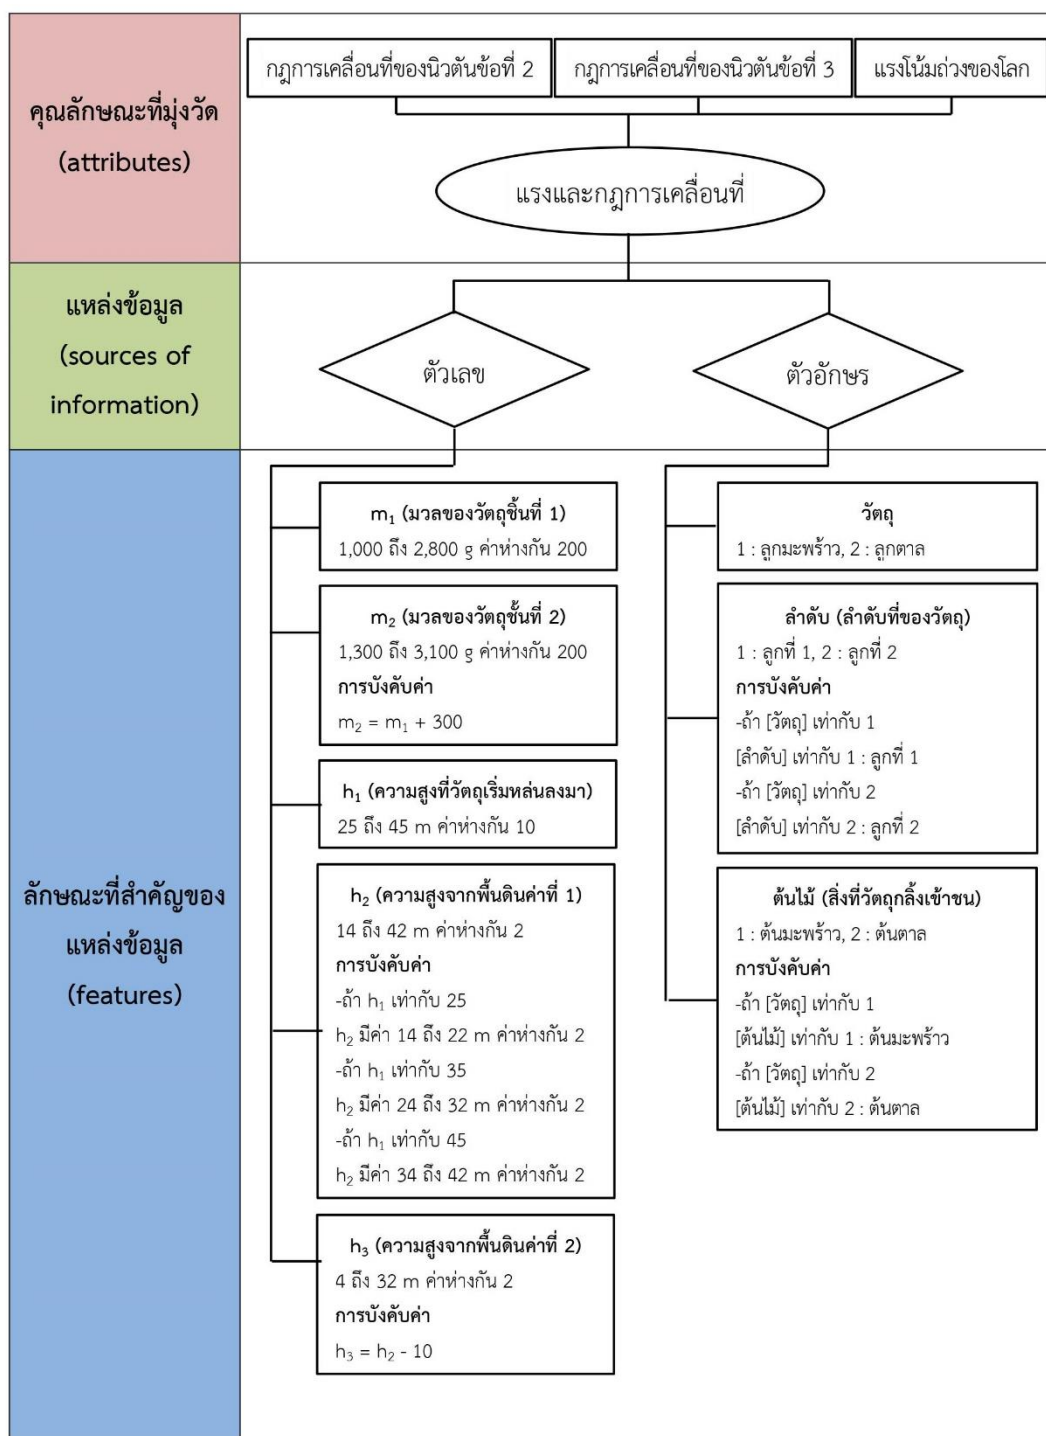 คุณลักษณะที่มุ่งวัด
(attributes)
กฎการเคลื่อนที่ของนิวตันข้อที่ 2
กฎการเคลื่อนที่ของนิวตันข้อที่ 3
แรงโน้มถ่วงของโลก
แรงและกฎการเคลื่อนที่
แหล่งข้อมูล
(sources of
information)
ตัวเลข
ตัวอักษร
ลักษณะที่สำคัญของ
แหล่งข้อมูล
(features)
m₁ (มวลของวัตถุชิ้นที่ 1)
1,000 ถึง 2,800 g ค่าห่างกัน 200
m₂ (มวลของวัตถุชั้นที่ 2)
1,300 ถึง 3,100 g ค่าห่างกัน 200
การบังคับค่า
m₂ = m₁ + 300
h₁ (ความสูงที่วัตถุเริ่มหล่นลงมา)
25 ถึง 45 m ค่าห่างกัน 10
h₂ (ความสูงจากพื้นดินค่าที่ 1)
14 ถึง 42 m ค่าห่างกัน 2
การบังคับค่า
-ถ้า h₁ เท่ากับ 25
h₂ มีค่า 14 ถึง 22 m ค่าห่างกัน 2
-ถ้า h₁ เท่ากับ 35
h₂ มีค่า 24 ถึง 32 m ค่าห่างกัน 2
-ถ้า h₁ เท่ากับ 45
h₂ มีค่า 34 ถึง 42 m ค่าห่างกัน 2
h₃ (ความสูงจากพื้นดินค่าที่ 2)
4 ถึง 32 m ค่าห่างกัน 2
การบังคับค่า
h₃ = h₂ - 10
วัตถุ
1 : ลูกมะพร้าว, 2 : ลูกตาล
ลำดับ (ลำดับที่ของวัตถุ)
1 : ลูกที่ 1, 2 : ลูกที่ 2
การบังคับค่า
-ถ้า [วัตถุ] เท่ากับ 1
[ลำดับ] เท่ากับ 1 : ลูกที่ 1
-ถ้า [วัตถุ] เท่ากับ 2
[ลำดับ] เท่ากับ 2 : ลูกที่ 2
ต้นไม้ (สิ่งที่วัตถุกลิ้งเข้าชน)
1 : ต้นมะพร้าว, 2 : ต้นตาล
การบังคับค่า
-ถ้า [วัตถุ] เท่ากับ 1
[ต้นไม้] เท่ากับ 1 : ต้นมะพร้าว
-ถ้า [วัตถุ] เท่ากับ 2
[ต้นไม้] เท่ากับ 2 : ต้นตาล